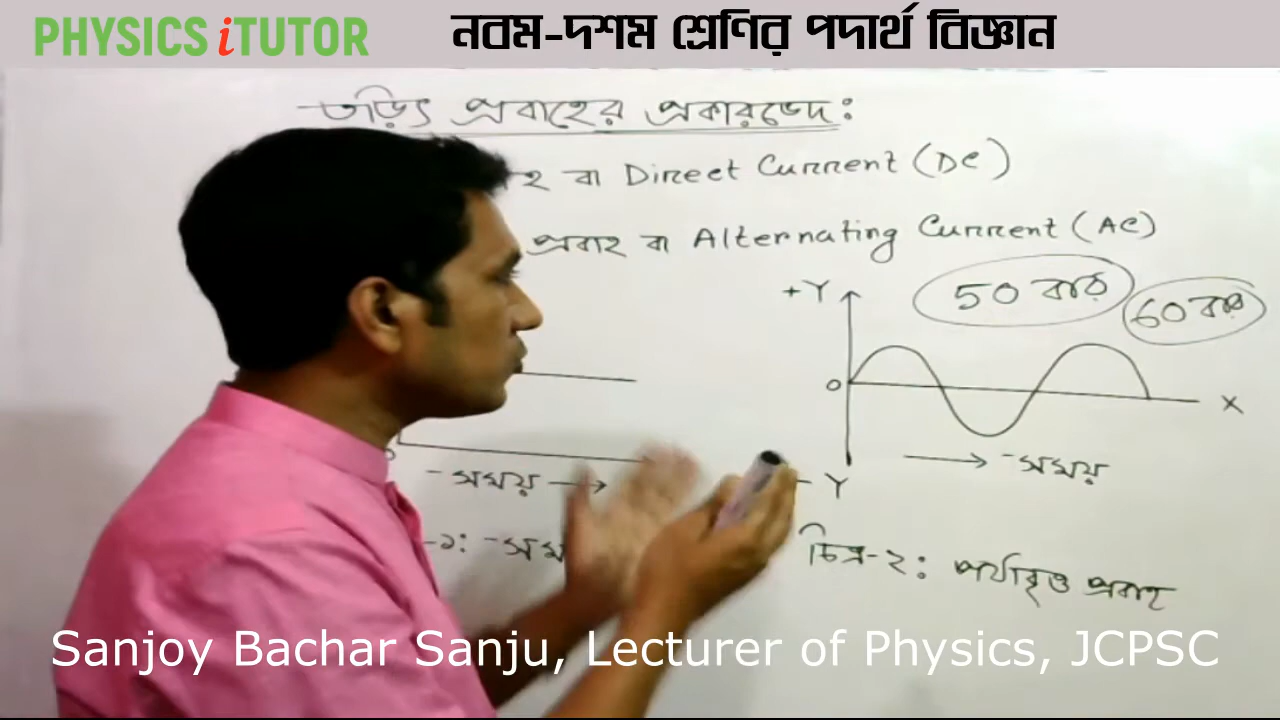 PHYSICS iTUTOR
নবম-দশম শ্রেণির পদার্থ বিজ্ঞান
তড়িৎ প্রবাহের প্রকারভেদ:
বা Direct Current (DC)
প্রবাহ বা Alternating Current (AC)
+Y
50 বার
60 বার
0
X
সময়
- Y
সময়
চিত্র-২: পর্যাবৃত্ত প্রবাহ
Sanjoy Bachar Sanju, Lecturer of Physics, JCPSC